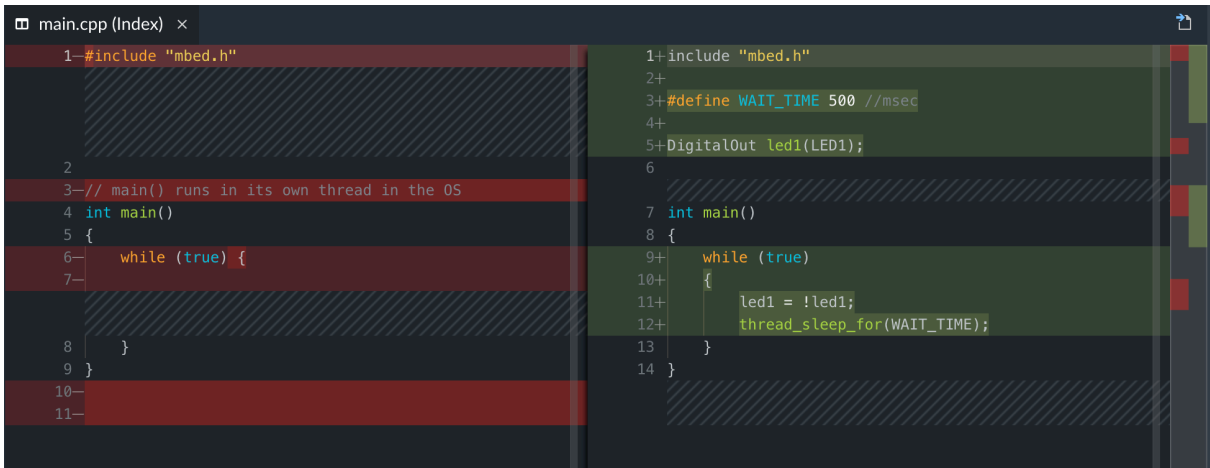 main.cpp (Index) ×
1—#include "mbed.h"
2
3—// main() runs in its own thread in the OS
4 int main()
5 {
6—    while (true) {
7—
8    }
9 }
10—
11—
1+include "mbed.h"
2+
3+#define WAIT_TIME 500 //msec
4+
5+DigitalOut led1(LED1);
6
7 int main()
8 {
9+    while (true)
10+    {
11+        led1 = !led1;
12+        thread_sleep_for(WAIT_TIME);
13    }
14 }